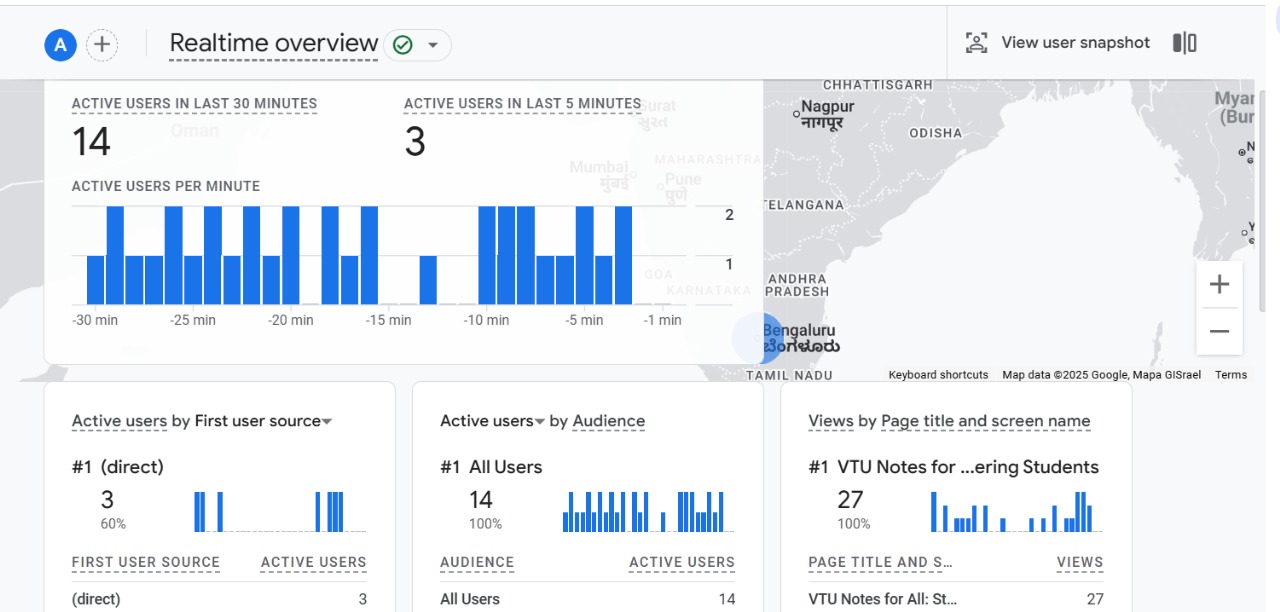 A
Realtime overview
View user snapshot
ACTIVE USERS IN LAST 30 MINUTES
14
ACTIVE USERS IN LAST 5 MINUTES
3
ACTIVE USERS PER MINUTE
2
1
-30 min
-25 min
-20 min
-15 min
-10 min
-5 min
-1 min
Oman
Surat
सुरत
Mumbai
मुंबई
MAHARASHTRA
Pune
पुणे
GOA
KARNATAKA
CHHATTISGARH
Nagpur
नागपूर
ODISHA
TELANGANA
ANDHRA
PRADESH
Bengaluru
ಬೆಂಗಳೂರು
TAMIL NADU
Keyboard shortcuts
Map data ©2025 Google, Mapa GISrael
Terms
Active users by First user source
#1 (direct)
3
60%
FIRST USER SOURCE
ACTIVE USERS
(direct)
3
Active users by Audience
#1 All Users
14
100%
AUDIENCE
ACTIVE USERS
All Users
14
Views by Page title and screen name
#1 VTU Notes for ...ering Students
27
100%
PAGE TITLE AND S...
VIEWS
VTU Notes for All: St...
27